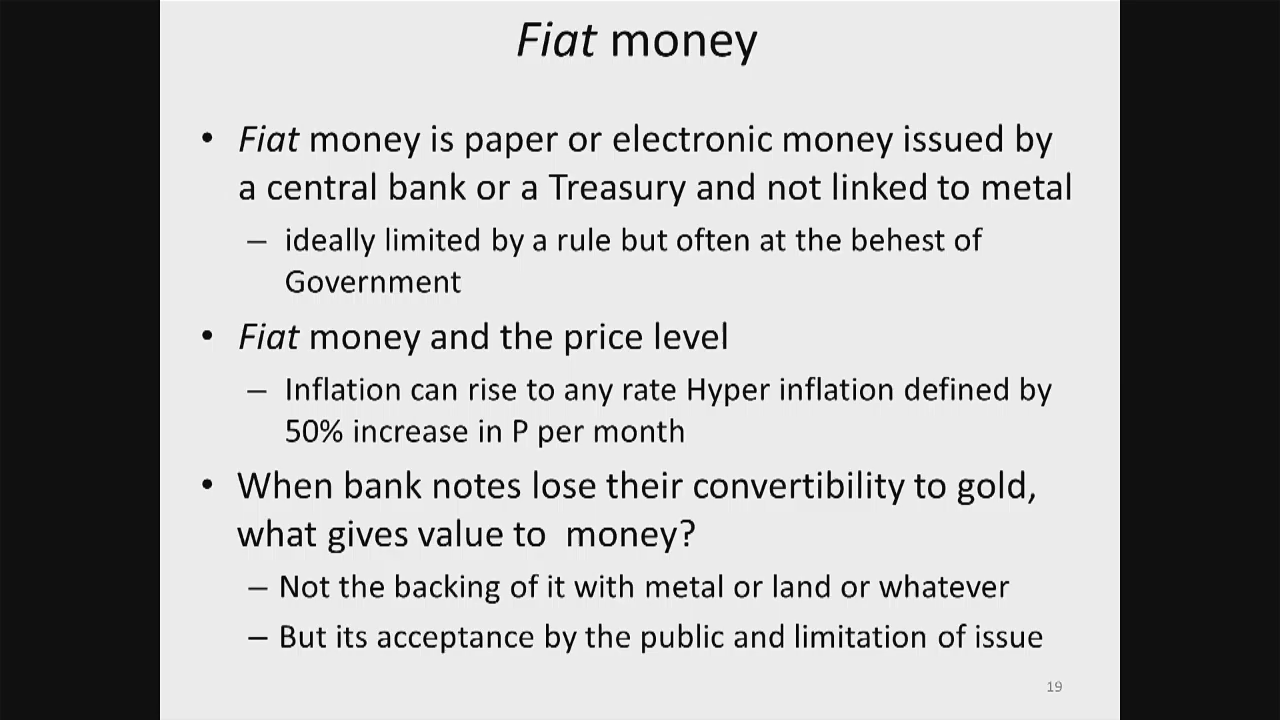 Fiat money
• Fiat money is paper or electronic money issued by
a central bank or a Treasury and not linked to metal
– ideally limited by a rule but often at the behest of
Government
• Fiat money and the price level
– Inflation can rise to any rate Hyper inflation defined by
50% increase in P per month
• When bank notes lose their convertibility to gold,
what gives value to  money?
– Not the backing of it with metal or land or whatever
– But its acceptance by the public and limitation of issue
19